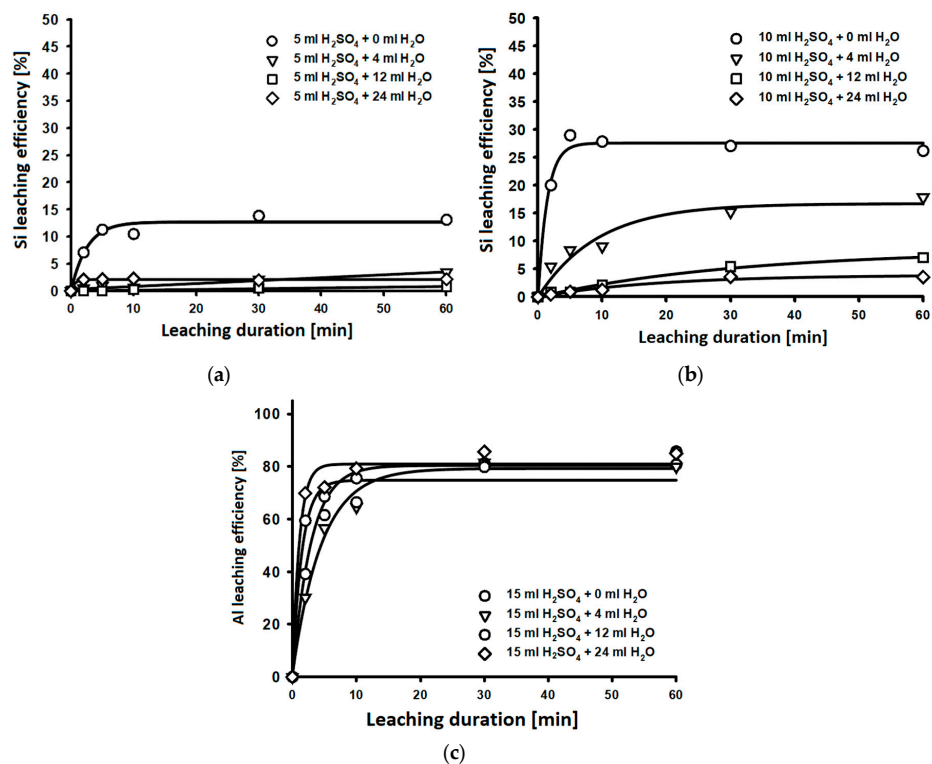 50
45
40
35
30
25
20
15
10
5
0
Si leaching efficiency [%]
5 ml H₂SO₄ + 0 ml H₂O
5 ml H₂SO₄ + 4 ml H₂O
5 ml H₂SO₄ + 12 ml H₂O
5 ml H₂SO₄ + 24 ml H₂O
0 10 20 30 40 50 60
Leaching duration [min]
(a)
50
45
40
35
30
25
20
15
10
5
0
Si leaching efficiency [%]
10 ml H₂SO₄ + 0 ml H₂O
10 ml H₂SO₄ + 4 ml H₂O
10 ml H₂SO₄ + 12 ml H₂O
10 ml H₂SO₄ + 24 ml H₂O
0 10 20 30 40 50 60
Leaching duration [min]
(b)
100
80
60
40
20
0
Al leaching efficiency [%]
15 ml H₂SO₄ + 0 ml H₂O
15 ml H₂SO₄ + 4 ml H₂O
15 ml H₂SO₄ + 12 ml H₂O
15 ml H₂SO₄ + 24 ml H₂O
0 10 20 30 40 50 60
Leaching duration [min]
(c)